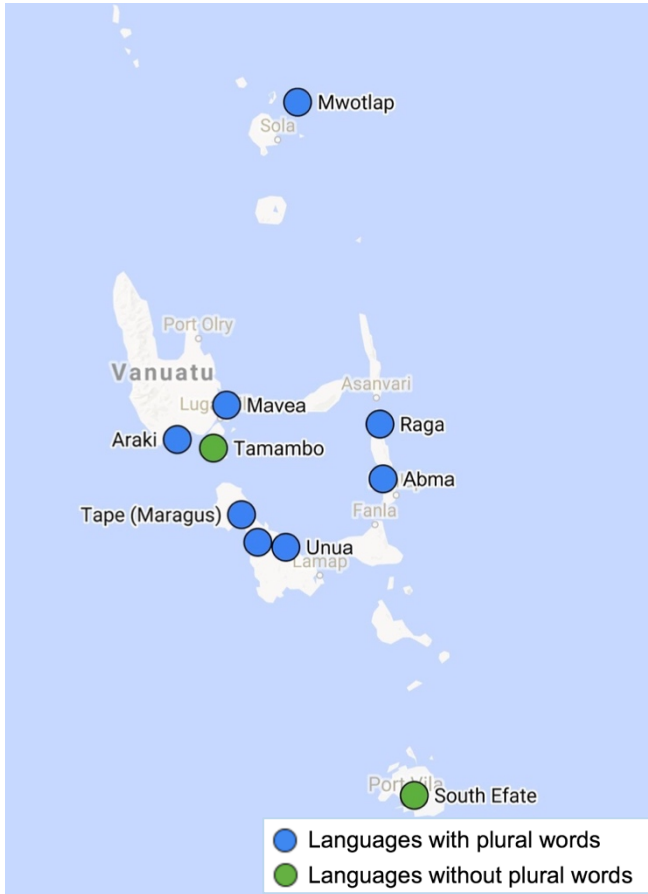 Mwotlap
Sola
Port Olry
Vanuatu
Asanvari
Mavea
Raga
Araki
Tamambo
Abma
Tape (Maragus)
Fanla
Unua
Lamap
Port Vila
South Efate
Languages with plural words
Languages without plural words